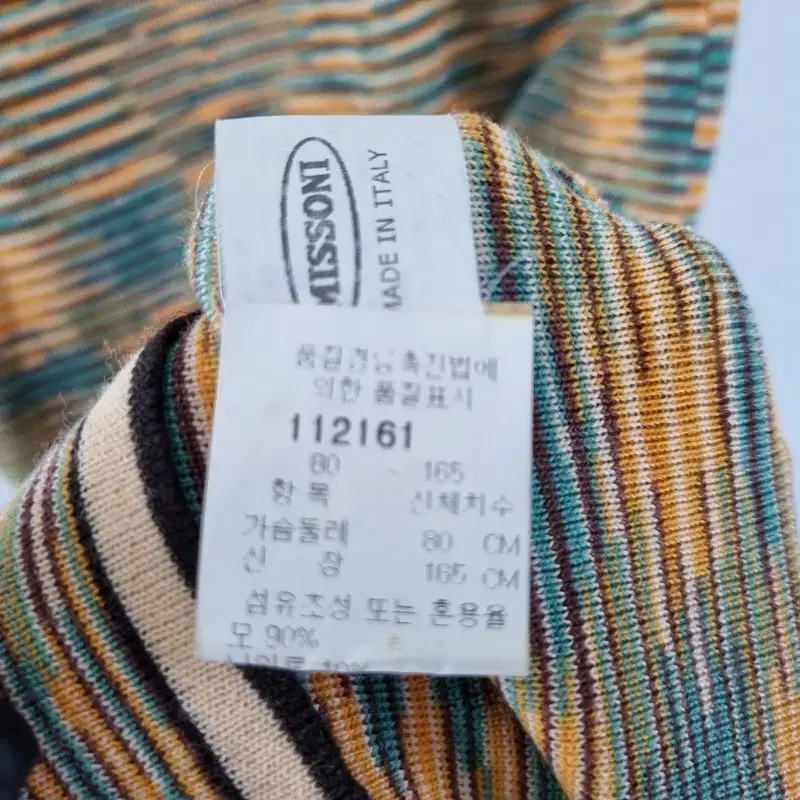 MISSONI
MADE IN ITALY
품질경영촉진법에
의한 품질표시
112161
80 - 165
항 목 신체치수
가슴둘레 80 CM
신 장 165 CM
섬유조성 또는 혼용율
모 90%
10%